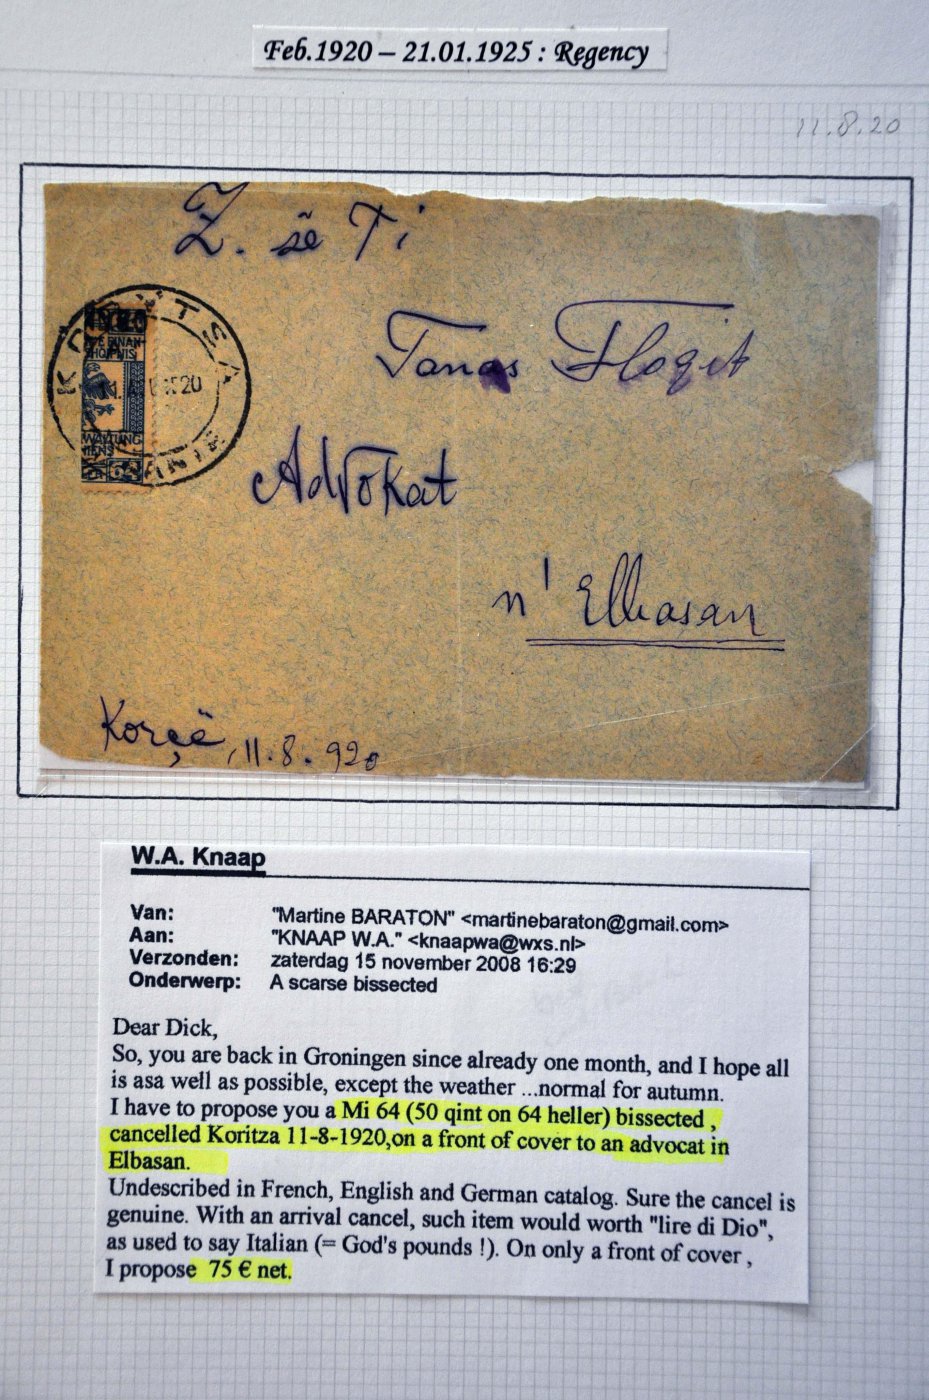 Feb.1920 – 21.01.1925 : Regency
11.8.20
Z. së Ti
Tanas Floqit
Advokat
n' Elbasan
Korçë, 11.8.920
KORYTSA
20
SHQIPNIS
W.A. Knaap
Van: "Martine BARATON" <martinebaraton@gmail.com>
Aan: "KNAAP W.A." <knaapwa@wxs.nl>
Verzonden: zaterdag 15 november 2008 16:29
Onderwerp: A scarse bissected
Dear Dick,
So, you are back in Groningen since already one month, and I hope all
is asa well as possible, except the weather ...normal for autumn.
I have to propose you a Mi 64 (50 qint on 64 heller) bissected ,
cancelled Koritza 11-8-1920,on a front of cover to an advocat in
Elbasan.
Undescribed in French, English and German catalog. Sure the cancel is
genuine. With an arrival cancel, such item would worth "lire di Dio",
as used to say Italian (= God's pounds !). On only a front of cover ,
I propose 75 € net.